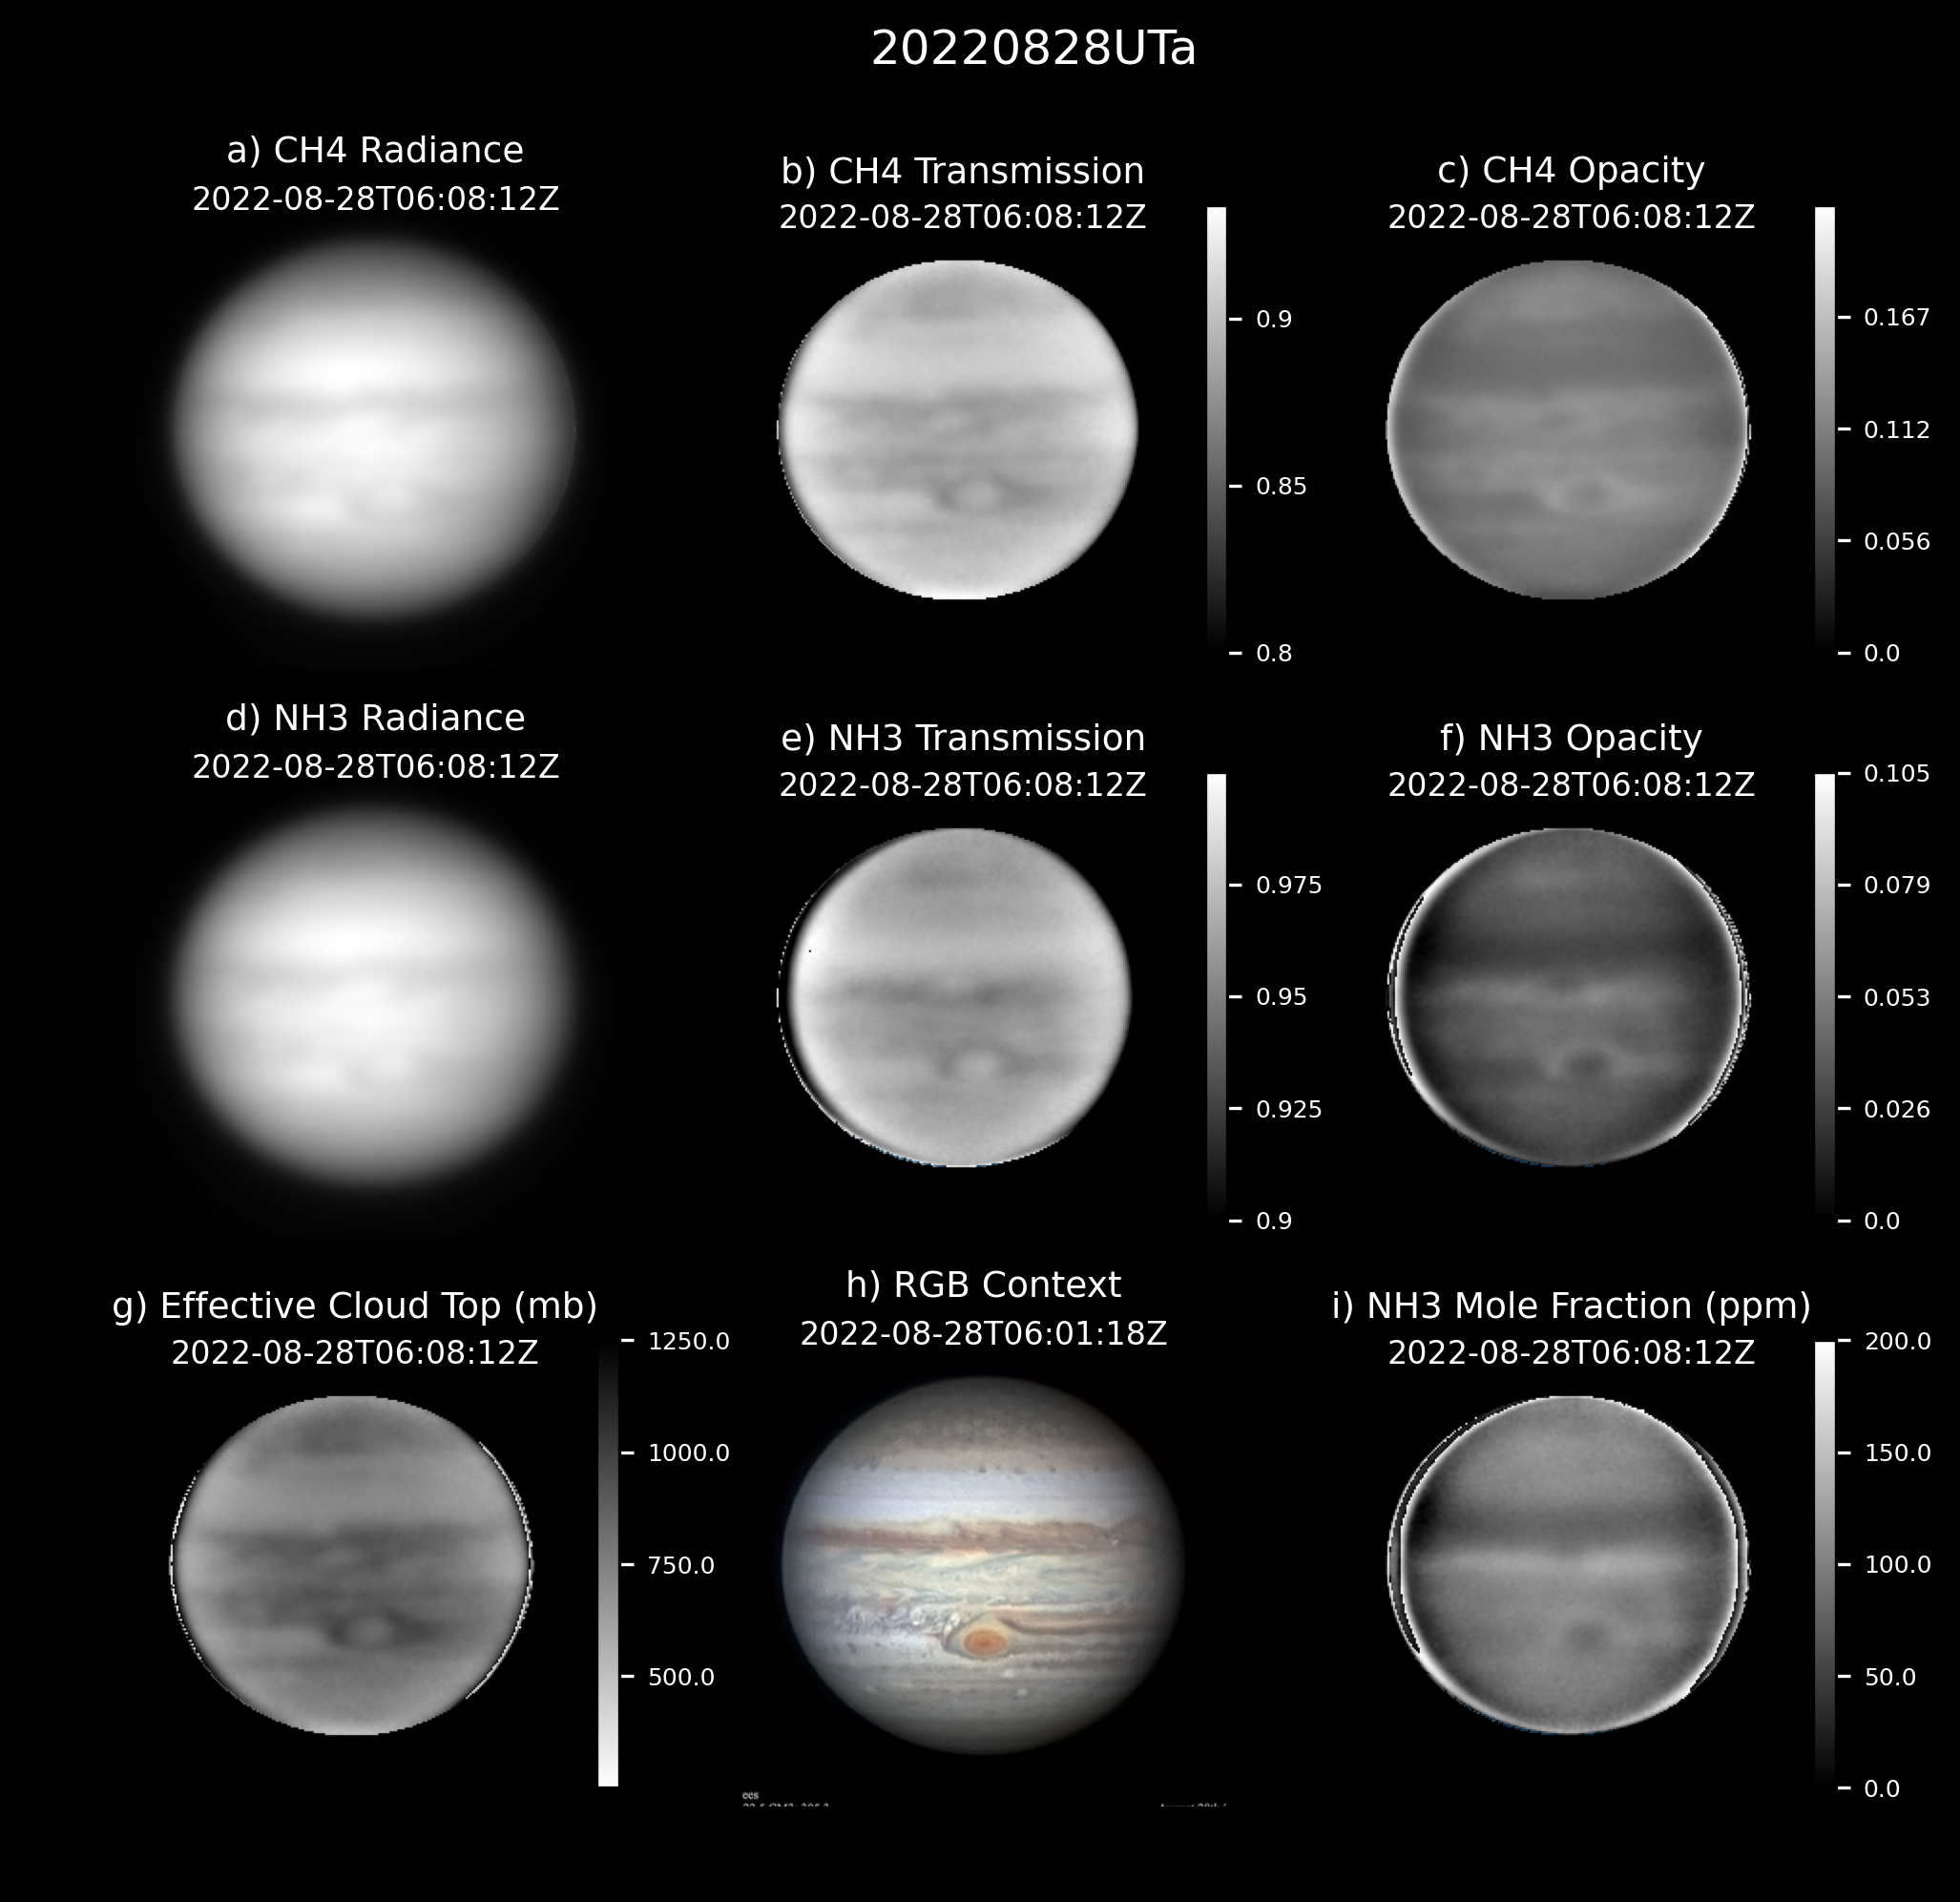 20220828UTa
a) CH4 Radiance
2022-08-28T06:08:12Z
b) CH4 Transmission
2022-08-28T06:08:12Z
0.9
0.85
0.8
c) CH4 Opacity
2022-08-28T06:08:12Z
0.167
0.112
0.056
0.0
d) NH3 Radiance
2022-08-28T06:08:12Z
e) NH3 Transmission
2022-08-28T06:08:12Z
0.975
0.95
0.925
0.9
f) NH3 Opacity
2022-08-28T06:08:12Z
0.105
0.079
0.053
0.026
0.0
g) Effective Cloud Top (mb)
2022-08-28T06:08:12Z
1250.0
1000.0
750.0
500.0
h) RGB Context
2022-08-28T06:01:18Z
ees
i) NH3 Mole Fraction (ppm)
2022-08-28T06:08:12Z
200.0
150.0
100.0
50.0
0.0